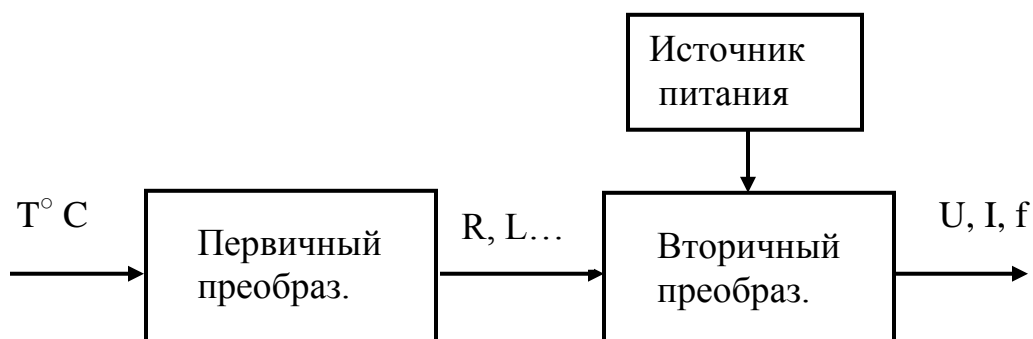 Источник
питания
T° C
Первичный
преобраз.
R, L…
Вторичный
преобраз.
U, I, f